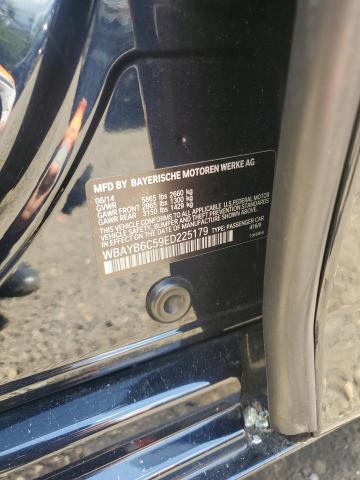 MFD BY BAYERISCHE MOTOREN WERKE AG
06/14
GVWR 5865 lbs 2660 kg
GAWR FRONT 2865 lbs 1300 kg
GAWR REAR 3150 lbs 1429 kg
THIS VEHICLE CONFORMS TO ALL APPLICABLE U.S. FEDERAL MOTOR
VEHICLE SAFETY, BUMPER, AND THEFT PREVENTION STANDARDS IN
EFFECT ON THE DATE OF MANUFACTURE SHOWN ABOVE.
WBAYB6C59ED225179 TYPE: PASSENGER CAR